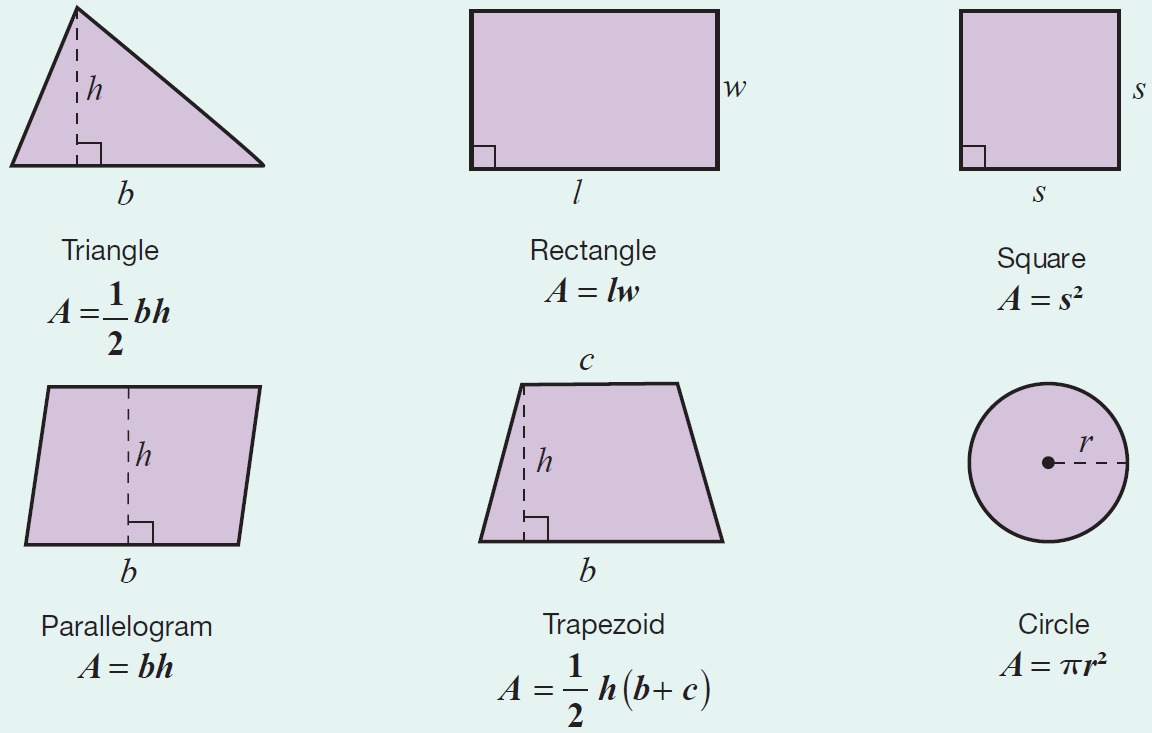 h
b
Triangle
A = 1/2 bh
w
l
Rectangle
A = lw
s
s
Square
A = s²
h
b
Parallelogram
A = bh
c
h
b
Trapezoid
A = 1/2 h(b + c)
r
Circle
A = πr²